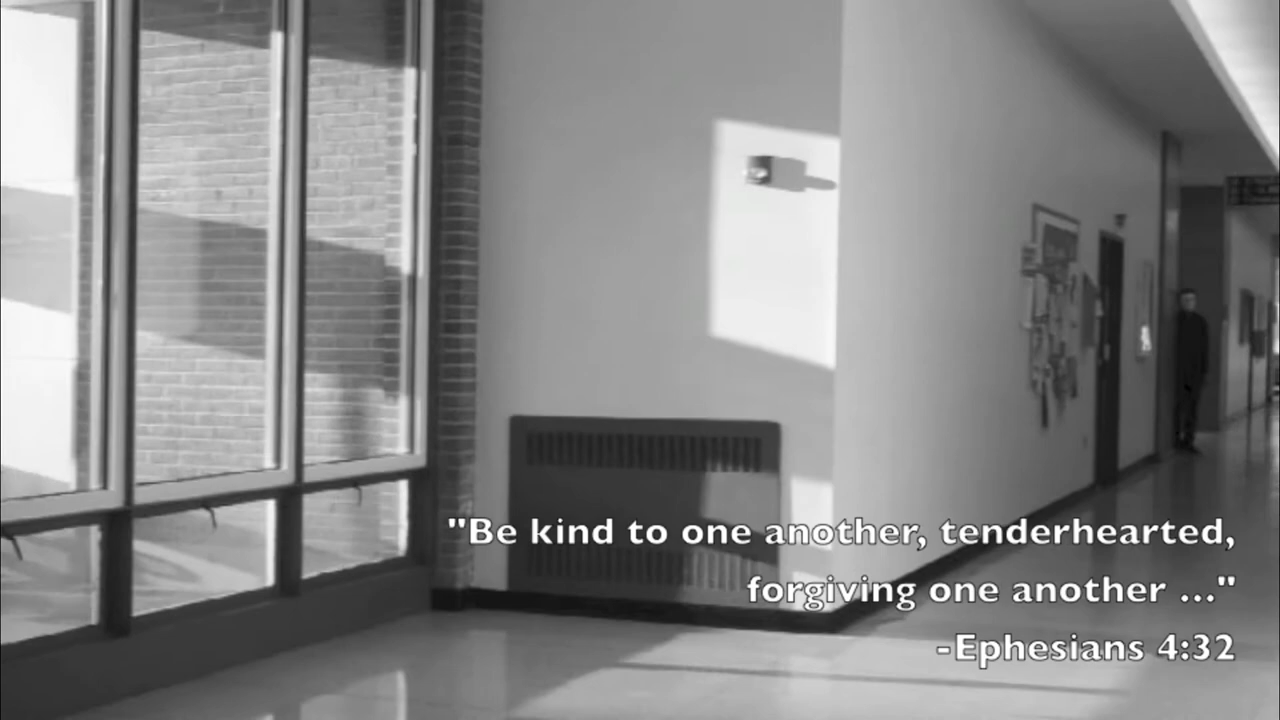 "Be kind to one another, tenderhearted,
forgiving one another ..."
-Ephesians 4:32